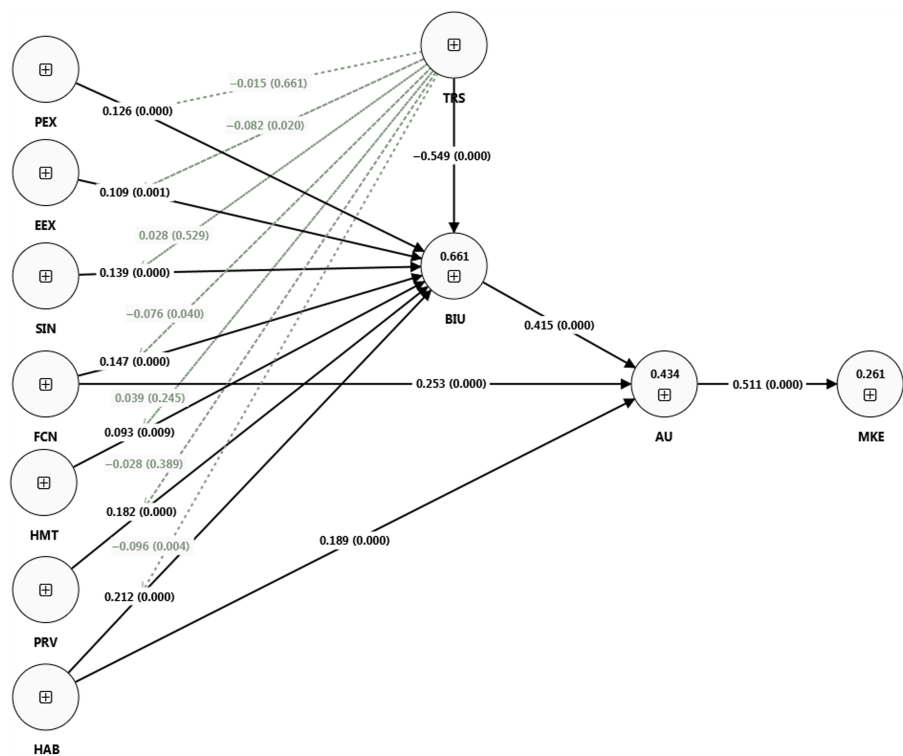 −0.015 (0.661)
PEX
0.126 (0.000)
TRS
−0.082 (0.020)
−0.549 (0.000)
EEX
0.109 (0.001)
0.028 (0.529)
0.661
BIU
SIN
0.139 (0.000)
−0.076 (0.040)
0.415 (0.000)
0.147 (0.000)
FCN
0.253 (0.000)
0.434
AU
0.511 (0.000)
0.261
MKE
0.039 (0.245)
0.093 (0.009)
−0.028 (0.389)
HMT
0.182 (0.000)
0.189 (0.000)
−0.096 (0.004)
0.212 (0.000)
PRV
HAB